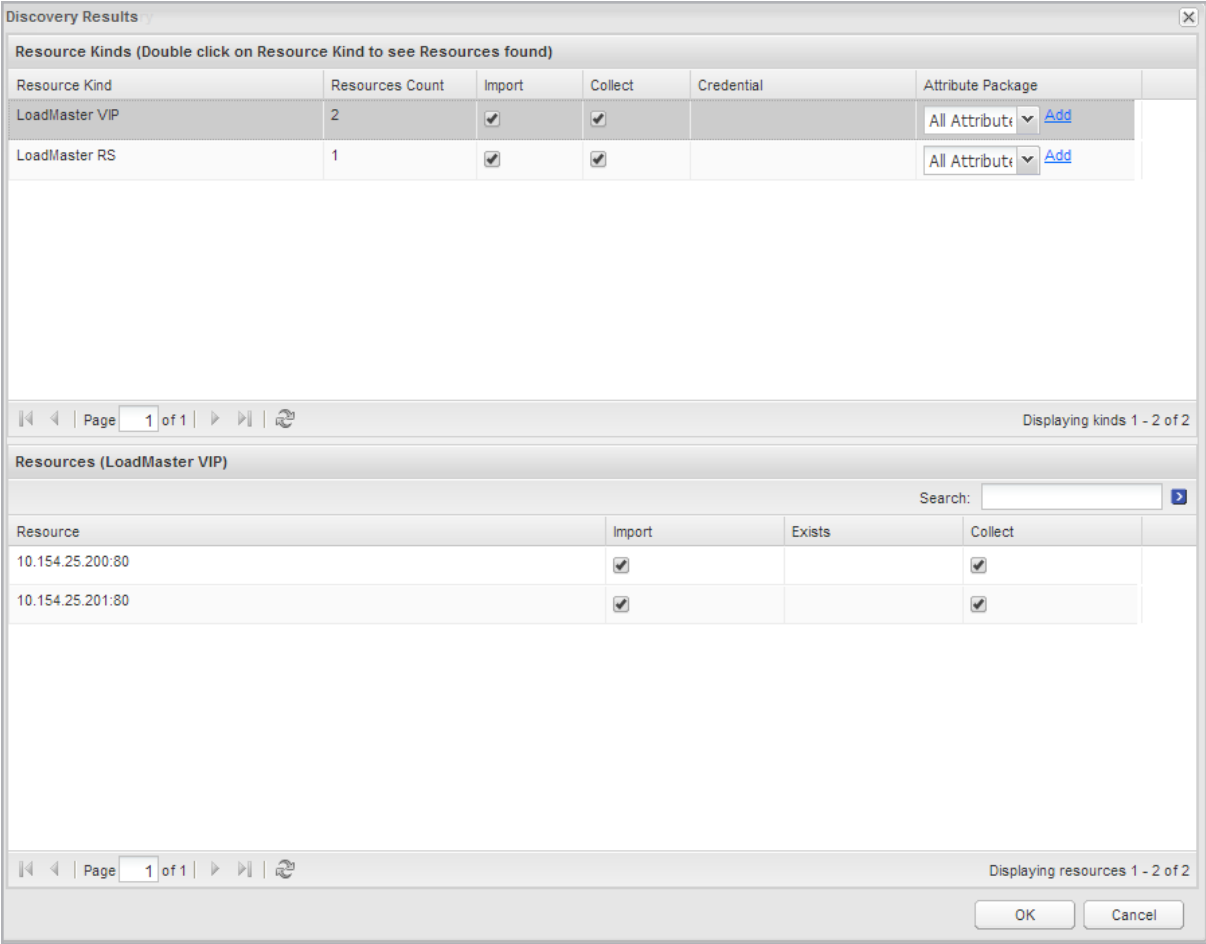 Discovery Results
Resource Kinds (Double click on Resource Kind to see Resources found)
Resource Kind Resources Count Import Collect Credential Attribute Package
LoadMaster VIP 2 All Attribute Add
LoadMaster RS 1 All Attribute Add
Page 1 of 1 Displaying kinds 1 - 2 of 2
Resources (LoadMaster VIP)
Search:
Resource Import Exists Collect
10.154.25.200:80
10.154.25.201:80
Page 1 of 1 Displaying resources 1 - 2 of 2
OK Cancel